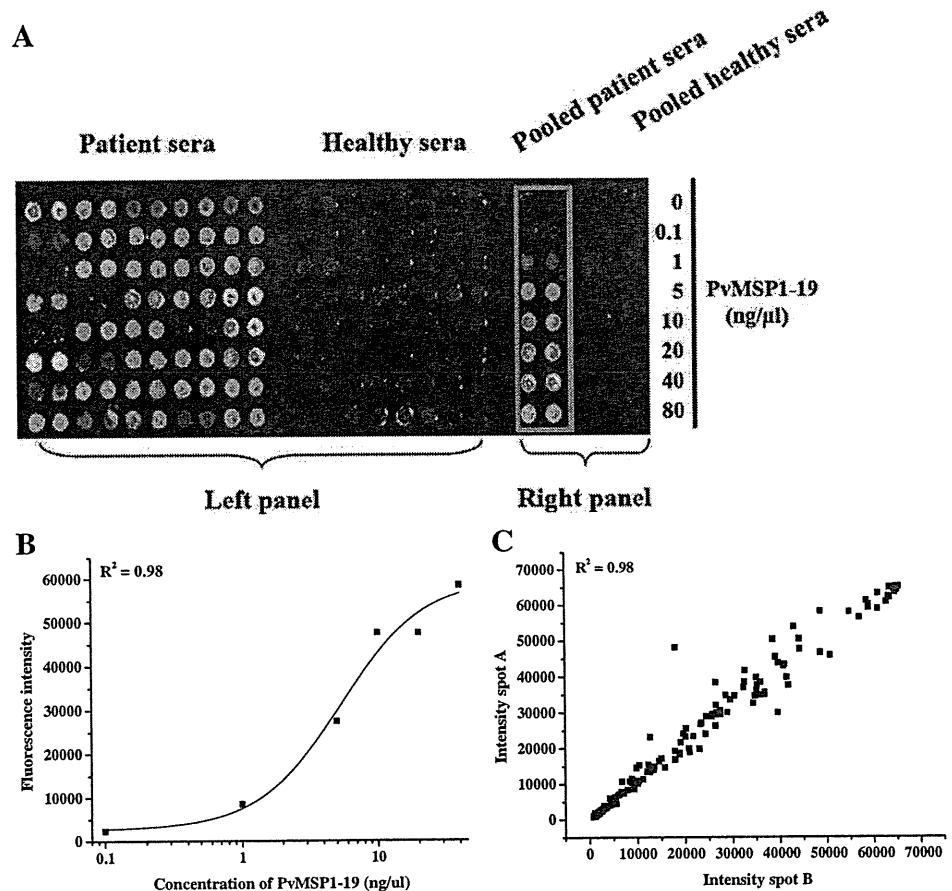 A
Patient sera
Healthy sera
Pooled patient sera
Pooled healthy sera
0
0.1
1
5
10
20
40
80
PvMSP1-19
(ng/µl)
Left panel
Right panel
B
R² = 0.98
Fluorescence intensity
60000
50000
40000
30000
20000
10000
0
0.1
1
10
Concentration of PvMSP1-19 (ng/ul)
C
R² = 0.98
Intensity spot A
70000
60000
50000
40000
30000
20000
10000
0
0
10000
20000
30000
40000
50000
60000
70000
Intensity spot B